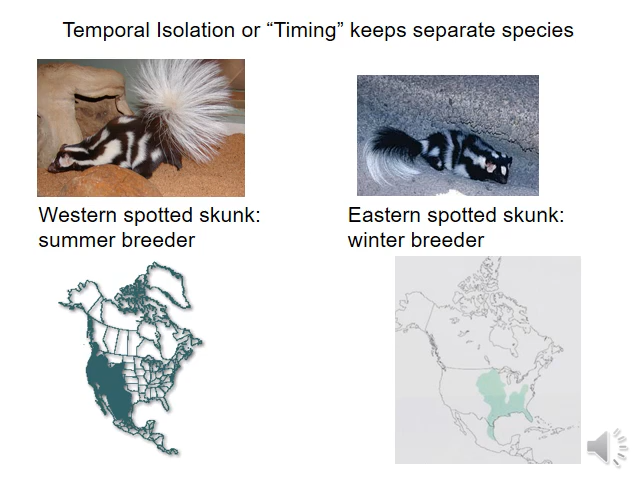 Temporal Isolation or “Timing” keeps separate species
Western spotted skunk:
summer breeder
Eastern spotted skunk:
winter breeder